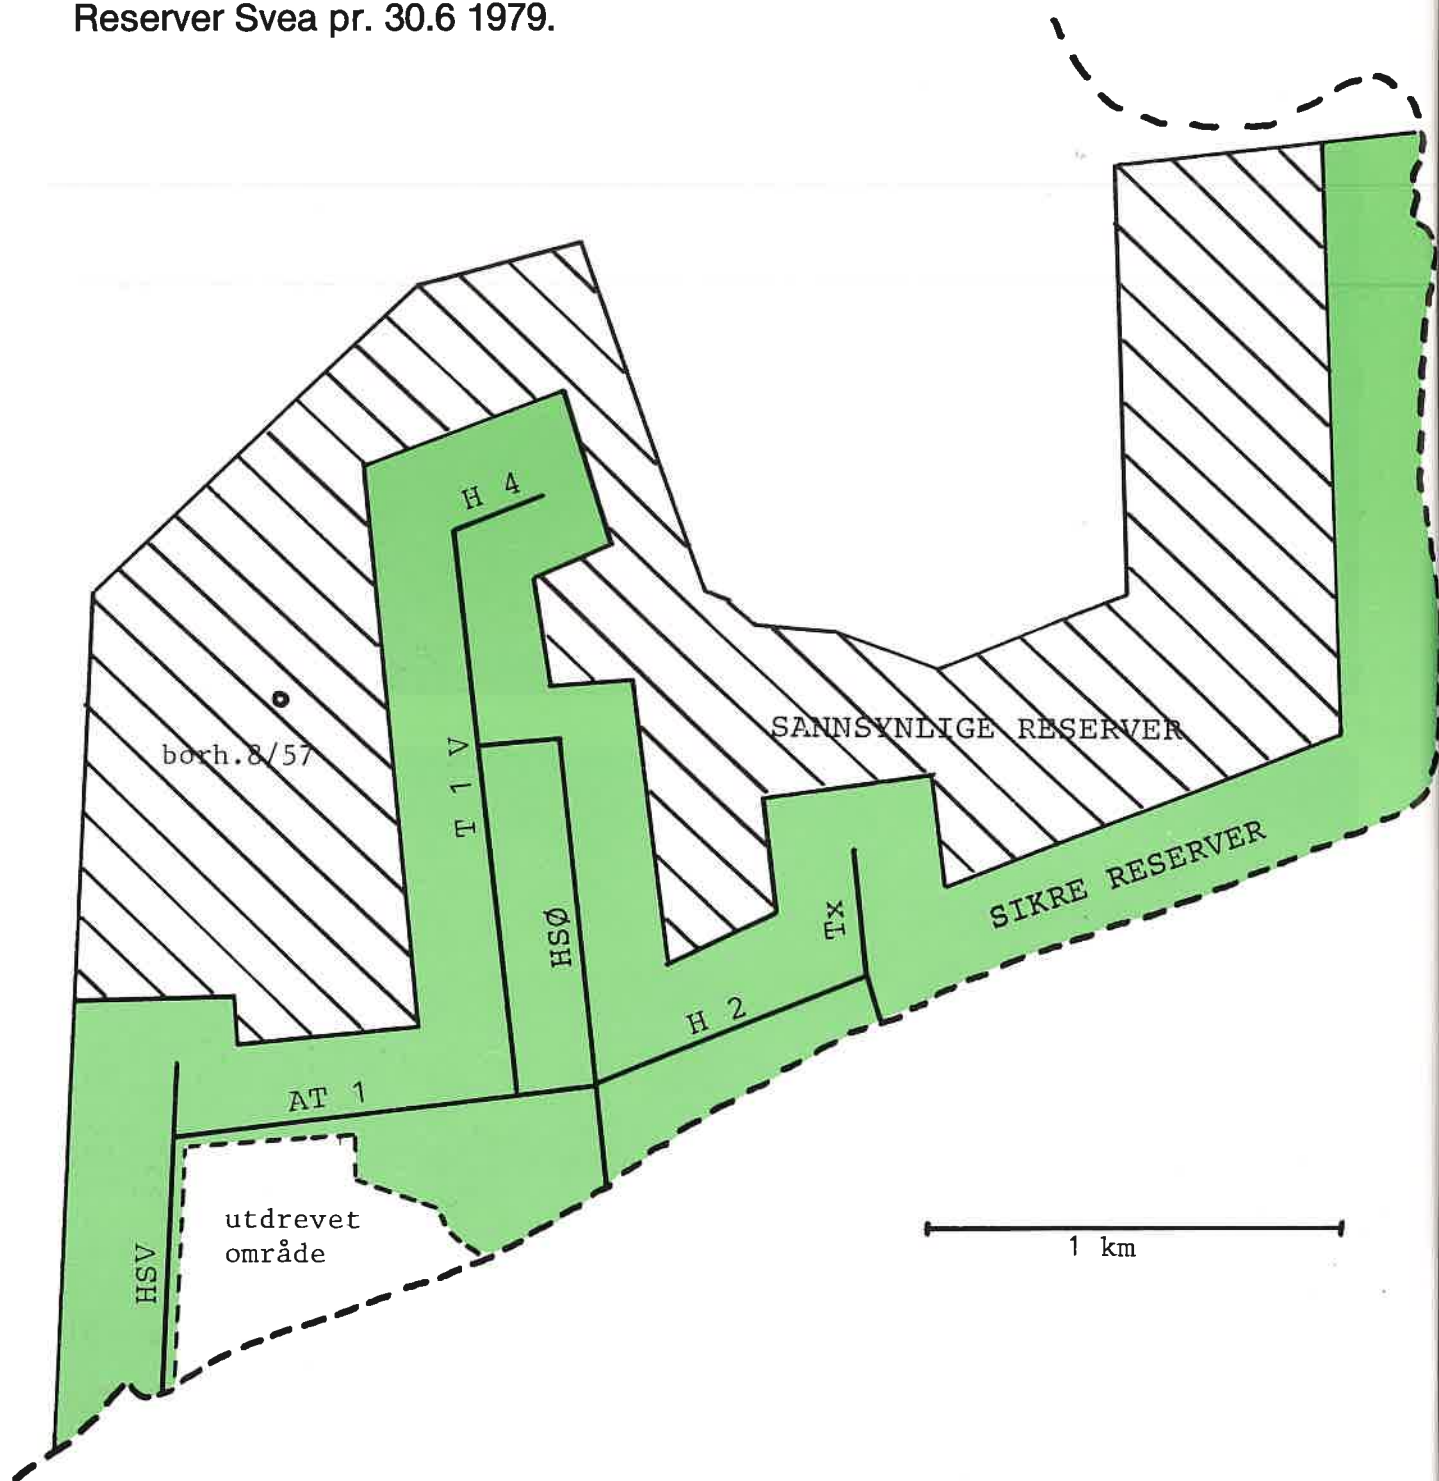 Reserver Svea pr. 30.6 1979.
H 4
SANNSYNLIGE RESERVER
borh.8/57
T 1 V
SIKRE RESERVER
HSØ
Tx
H 2
AT 1
utdrevet
område
HSV
1 km